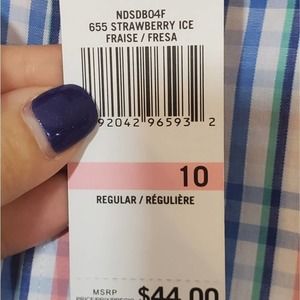 NDSDB04F
655 STRAWBERRY ICE
FRAISE / FRESA
92042 96593 2
10
REGULAR / RÉGULIÈRE
MSRP
$44.00